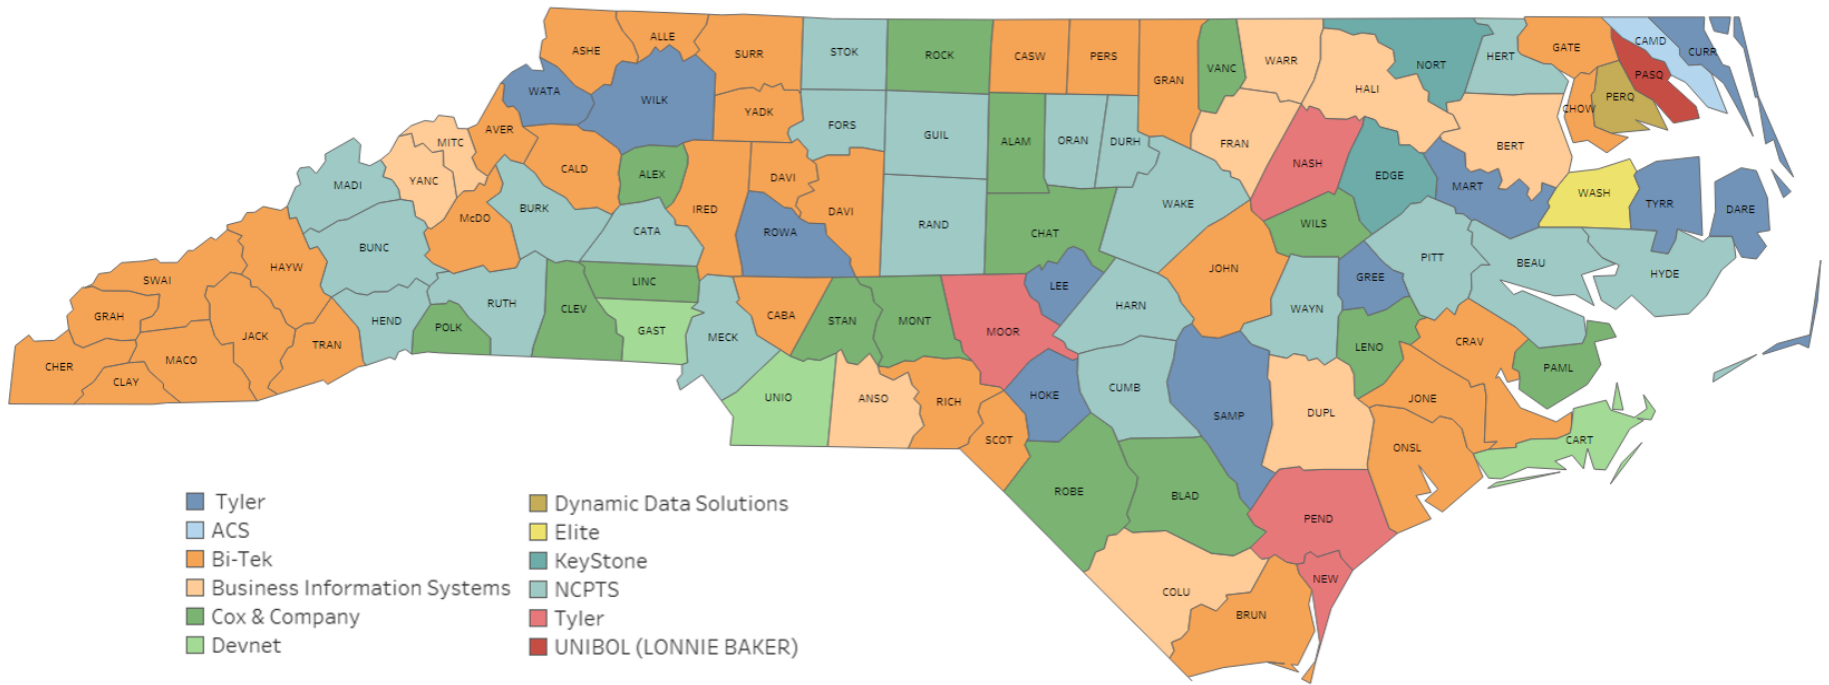 ASHE
ALLE
SURR
STOK
ROCK
CASW
PERS
GRAN
VANC
WARR
HALI
NORT
HERT
GATE
CAMD
CURR
PASQ
PERQ
CHOW
WATA
WILK
YADK
FORS
GUIL
ALAM
ORAN
DURH
FRAN
NASH
EDGE
MART
BERT
WASH
TYRR
DARE
MITC
AVER
CALD
ALEX
IRED
DAVI
DAVI
MADI
YANC
McDO
BURK
CATA
ROWA
RAND
CHAT
WAKE
WILS
PITT
BEAU
HYDE
BUNC
HAYW
SWAI
GRAH
JACK
HEND
POLK
RUTH
CLEV
LINC
GAST
MECK
CABA
STAN
MONT
MOOR
LEE
HARN
JOHN
WAYN
GREE
LENO
CRAV
PAML
CHER
CLAY
MACO
TRAN
UNIO
ANSO
RICH
SCOT
HOKE
CUMB
SAMP
DUPL
JONE
ONSL
CART
ROBE
BLAD
PEND
NEW
COLU
BRUN
Tyler
ACS
Bi-Tek
Business Information Systems
Cox & Company
Devnet
Dynamic Data Solutions
Elite
KeyStone
NCPTS
Tyler
UNIBOL (LONNIE BAKER)